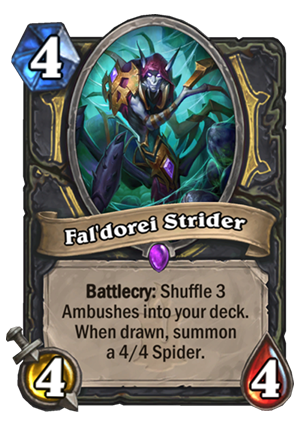 4
Fal'dorei Strider
Battlecry: Shuffle 3
Ambushes into your deck.
When drawn, summon
a 4/4 Spider.
4
4